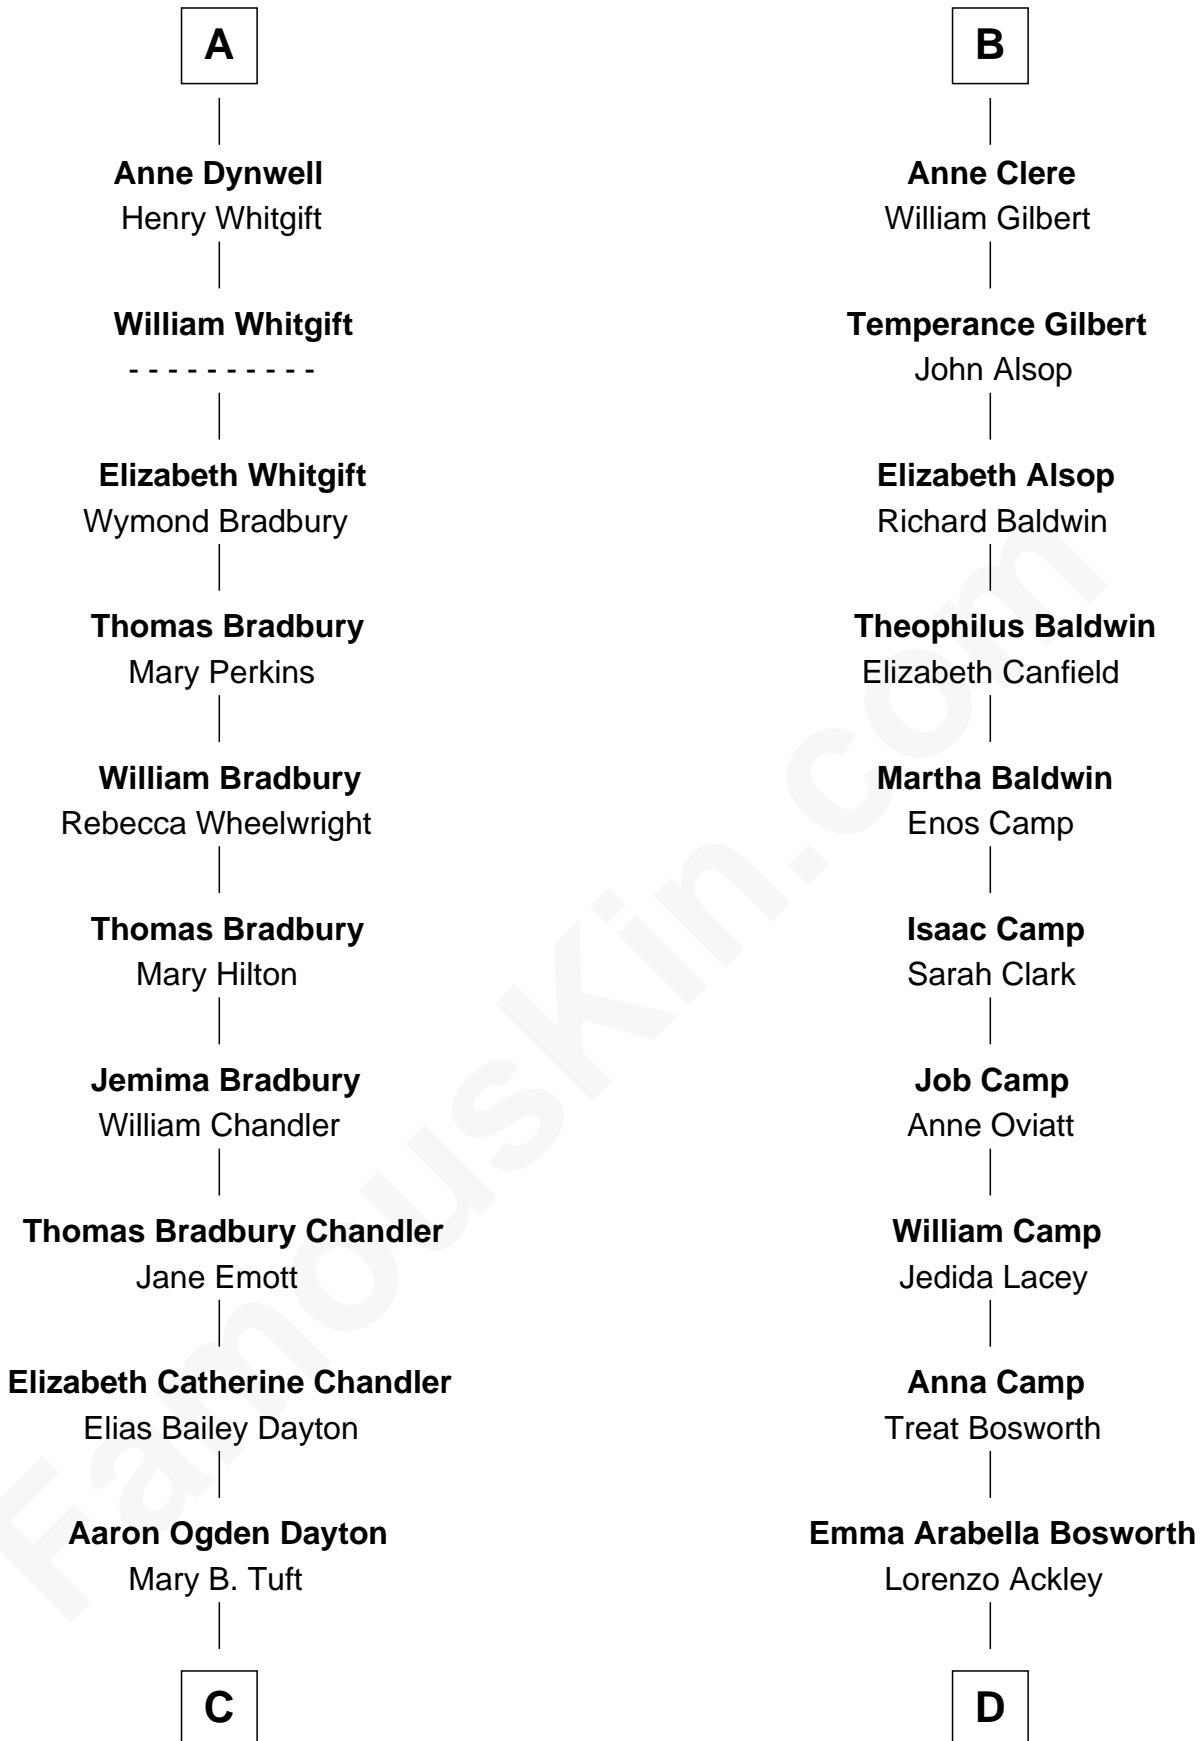 A
Anne Dynwell
Henry Whitgift
William Whitgift
- - - - - - - - - -
Elizabeth Whitgift
Wymond Bradbury
Thomas Bradbury
Mary Perkins
William Bradbury
Rebecca Wheelwright
Thomas Bradbury
Mary Hilton
Jemima Bradbury
William Chandler
Thomas Bradbury Chandler
Jane Emott
Elizabeth Catherine Chandler
Elias Bailey Dayton
Aaron Ogden Dayton
Mary B. Tuft
C
B
Anne Clere
William Gilbert
Temperance Gilbert
John Alsop
Elizabeth Alsop
Richard Baldwin
Theophilus Baldwin
Elizabeth Canfield
Martha Baldwin
Enos Camp
Isaac Camp
Sarah Clark
Job Camp
Anne Oviatt
William Camp
Jedida Lacey
Anna Camp
Treat Bosworth
Emma Arabella Bosworth
Lorenzo Ackley
D
FamousKin.com